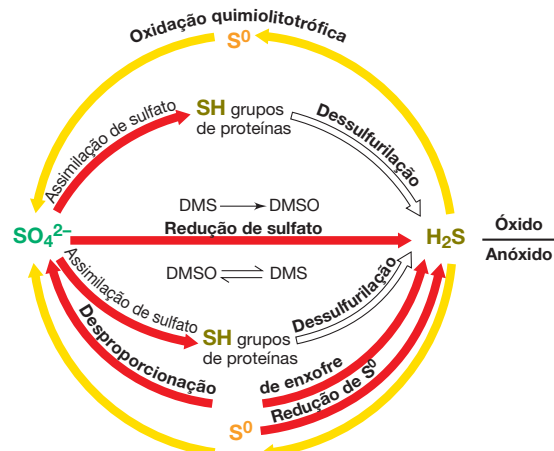 Oxidação quimiolitotrófica
S⁰
Assimilação de sulfato
SH grupos
de proteínas
Dessulfurilação
DMS ⟶ DMSO
Redução de sulfato
SO₄²⁻
H₂S
Óxido
Anóxido
DMSO ⇌ DMS
Assimilação de sulfato
SH grupos
de proteínas
Dessulfurilação
Desproporcionação
de enxofre
Redução de S⁰
S⁰